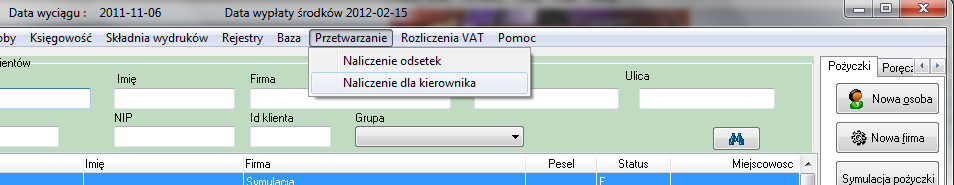 Data wyciągu : 2011-11-06 Data wypłaty środków 2012-02-15
oby Księgowość Składnia wydruków Rejestry Baza Przetwarzanie Rozliczenia VAT Pomoc
Naliczenie odsetek
Naliczenie dla kierownika
ientów
Imię Firma Ulica
NIP Id klienta Grupa
Imię Firma Pesel Status Miejscowosc
Symulacja F
Pożyczki Poręcz
Nowa osoba
Nowa firma
Symulacja pożyczki